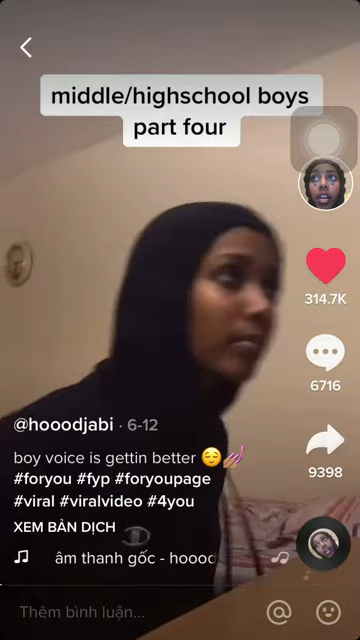 middle/highschool boys
part four
314.7K
6716
9398
@hooodjabi · 6-12
boy voice is gettin better 😌💅🏽
#foryou #fyp #foryoupage
#viral #viralvideo #4you
XEM BẢN DỊCH
âm thanh gốc - hoooc
Thêm bình luận...
@